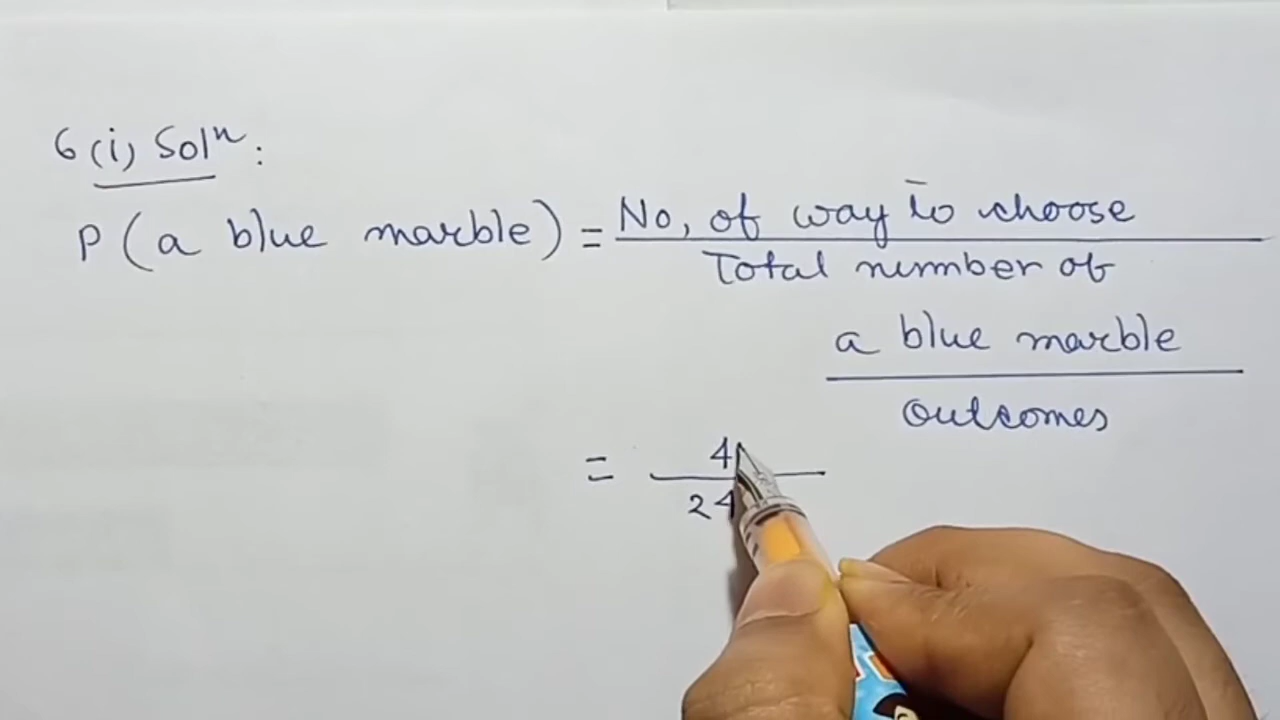 6 (i) Solⁿ :
P ( a blue marble ) = No, of way to choose
Total number of
a blue marble
outcomes
= 4
24